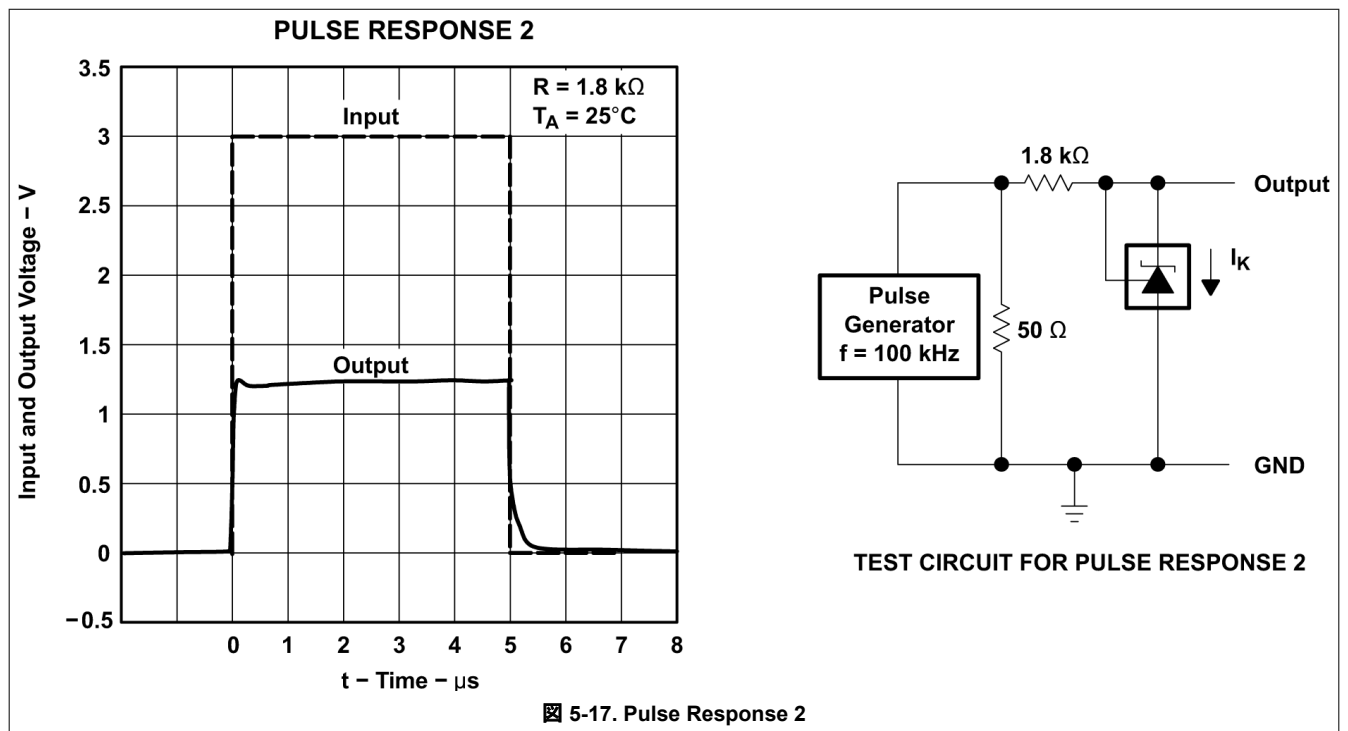 PULSE RESPONSE 2
Input and Output Voltage − V
3.5
3
2.5
2
1.5
1
0.5
0
−0.5
R = 1.8 kΩ
TA = 25°C
Input
Output
0 1 2 3 4 5 6 7 8
t − Time − μs
1.8 kΩ
Output
IK
Pulse
Generator
f = 100 kHz
50 Ω
GND
TEST CIRCUIT FOR PULSE RESPONSE 2
図 5-17. Pulse Response 2